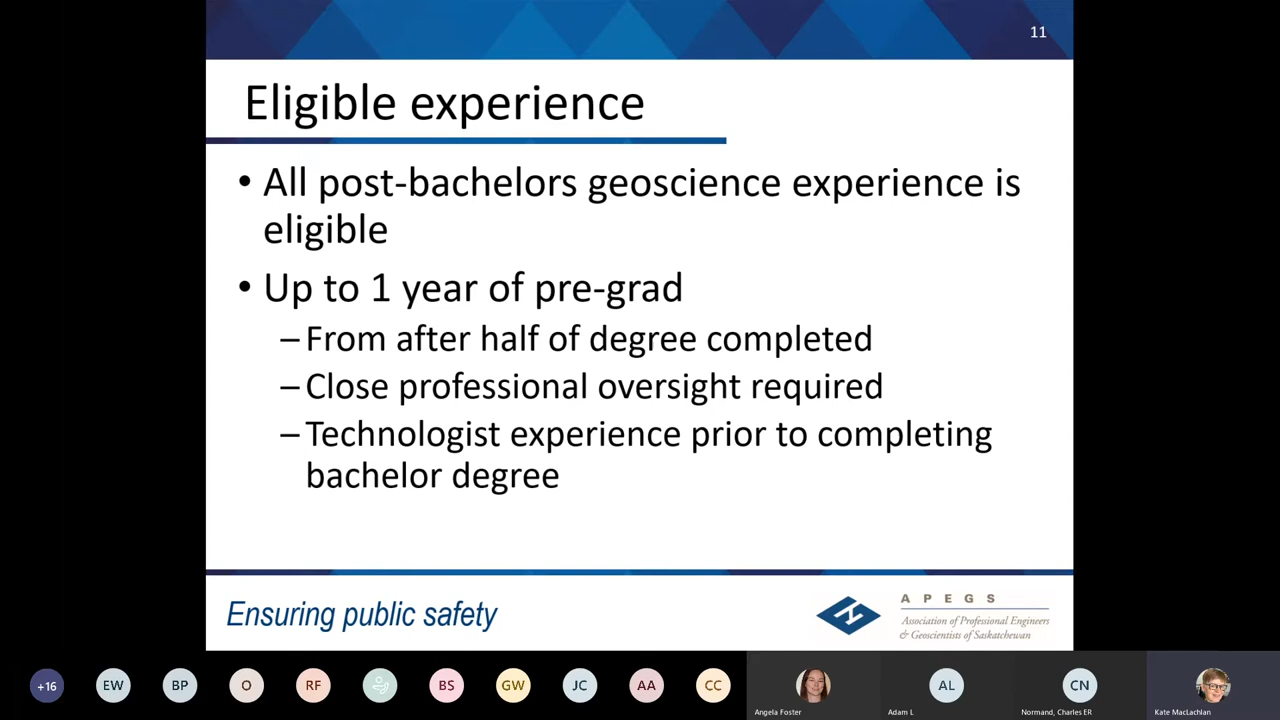 11
Eligible experience
• All post-bachelors geoscience experience is
eligible
• Up to 1 year of pre-grad
– From after half of degree completed
– Close professional oversight required
– Technologist experience prior to completing
bachelor degree
Ensuring public safety
APEGS
Association of Professional Engineers
& Geoscientists of Saskatchewan
+16 EW BP O RF BS GW JC AA CC AL CN
Angela Foster Adam L Normand, Charles ER Kate MacLachlan